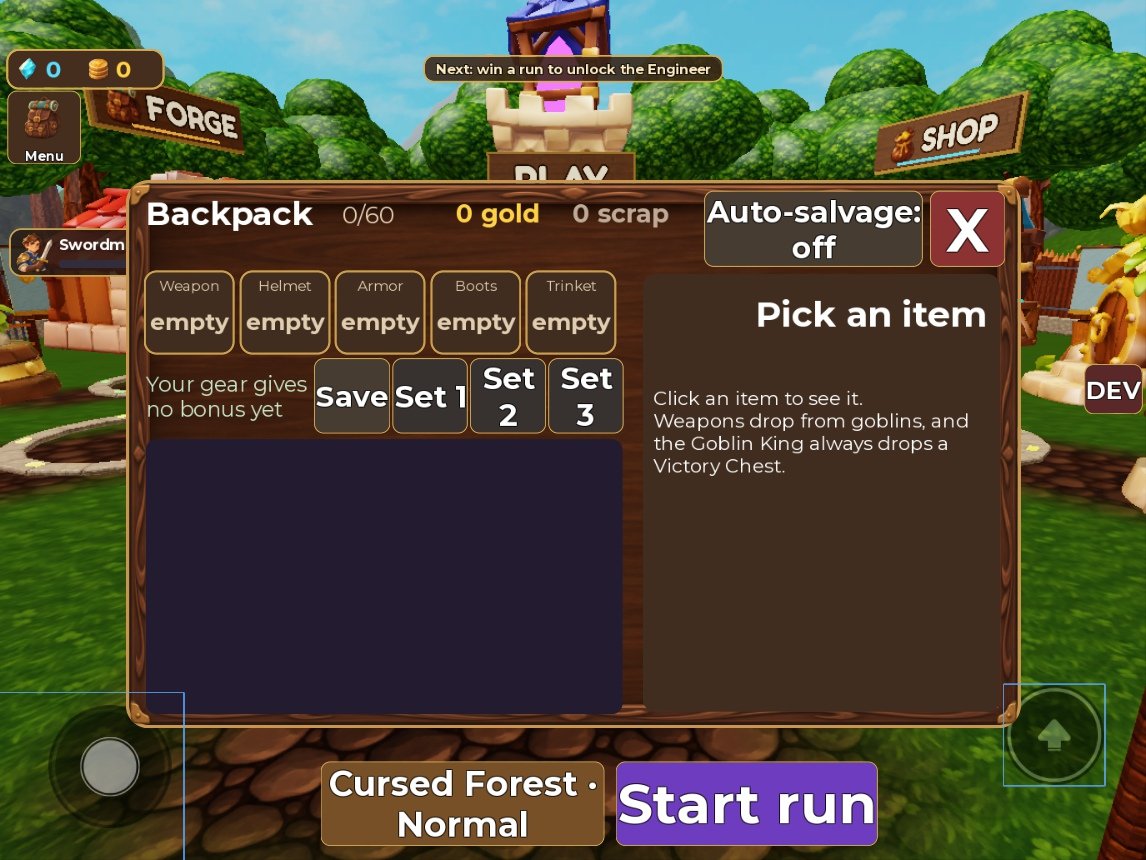 0 0
Next: win a run to unlock the Engineer
FORGE
SHOP
Menu
PLAY
Backpack 0/60 0 gold 0 scrap
Auto-salvage:
off
X
Swordm
Weapon Helmet Armor Boots Trinket
empty empty empty empty empty
Pick an item
Your gear gives
no bonus yet
Save Set 1 Set
2 Set
3
DEV
Click an item to see it.
Weapons drop from goblins, and
the Goblin King always drops a
Victory Chest.
Cursed Forest ·
Normal
Start run